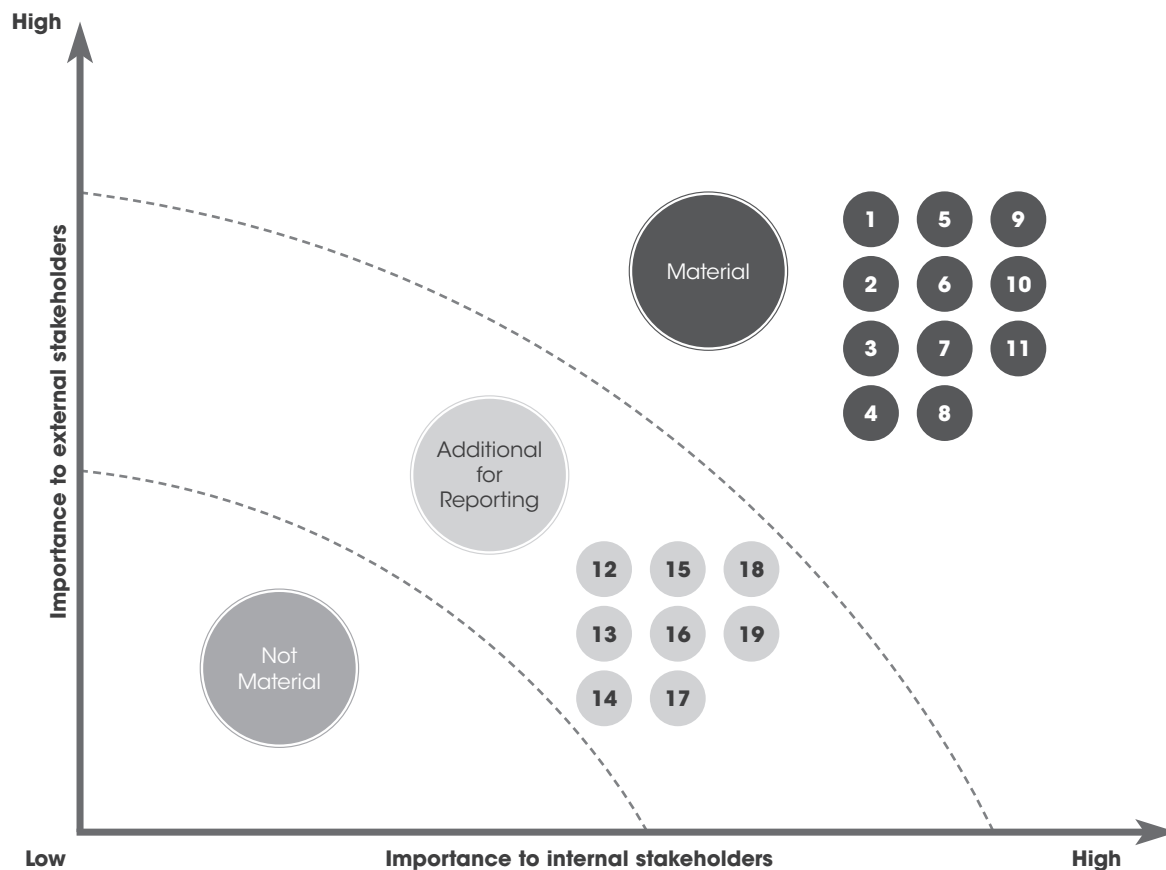 High
Importance to external stakeholders
Material
1 5 9
2 6 10
3 7 11
4 8
Additional
for
Reporting
12 15 18
13 16 19
14 17
Not
Material
Low
Importance to internal stakeholders
High